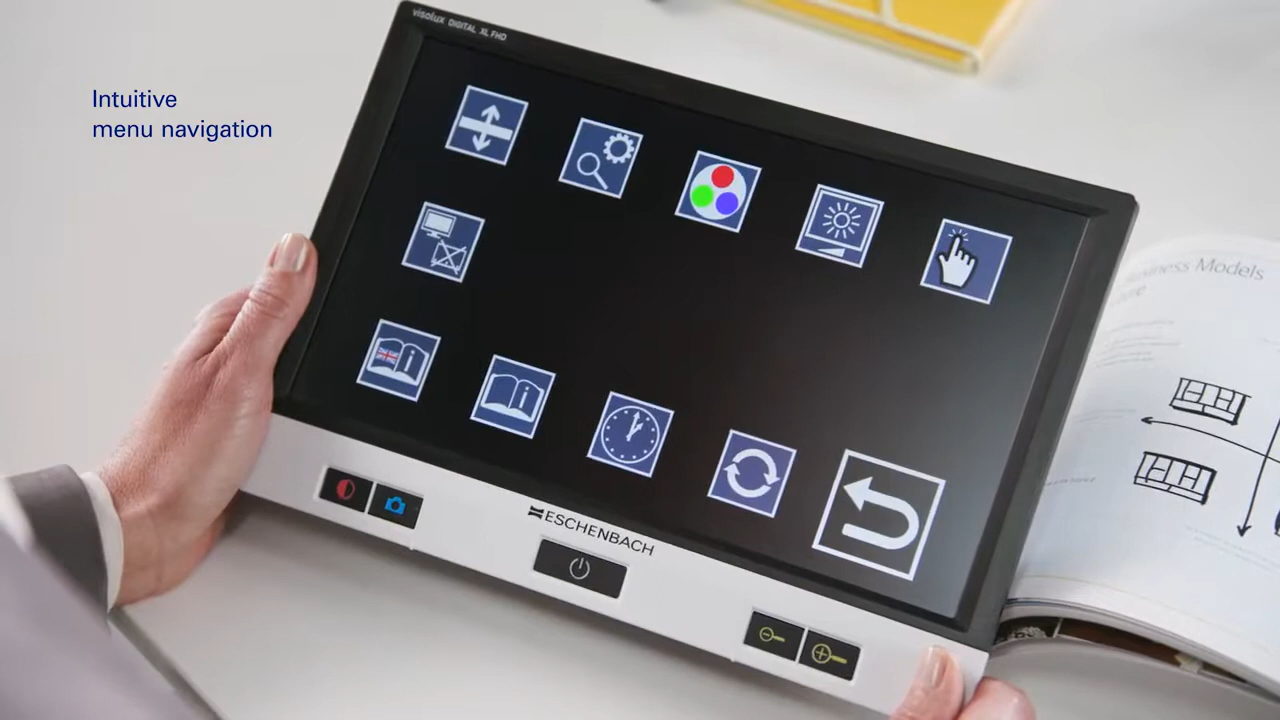 Intuitive
menu navigation
visolux DIGITAL XL FHD
ESCHENBACH
Business Models